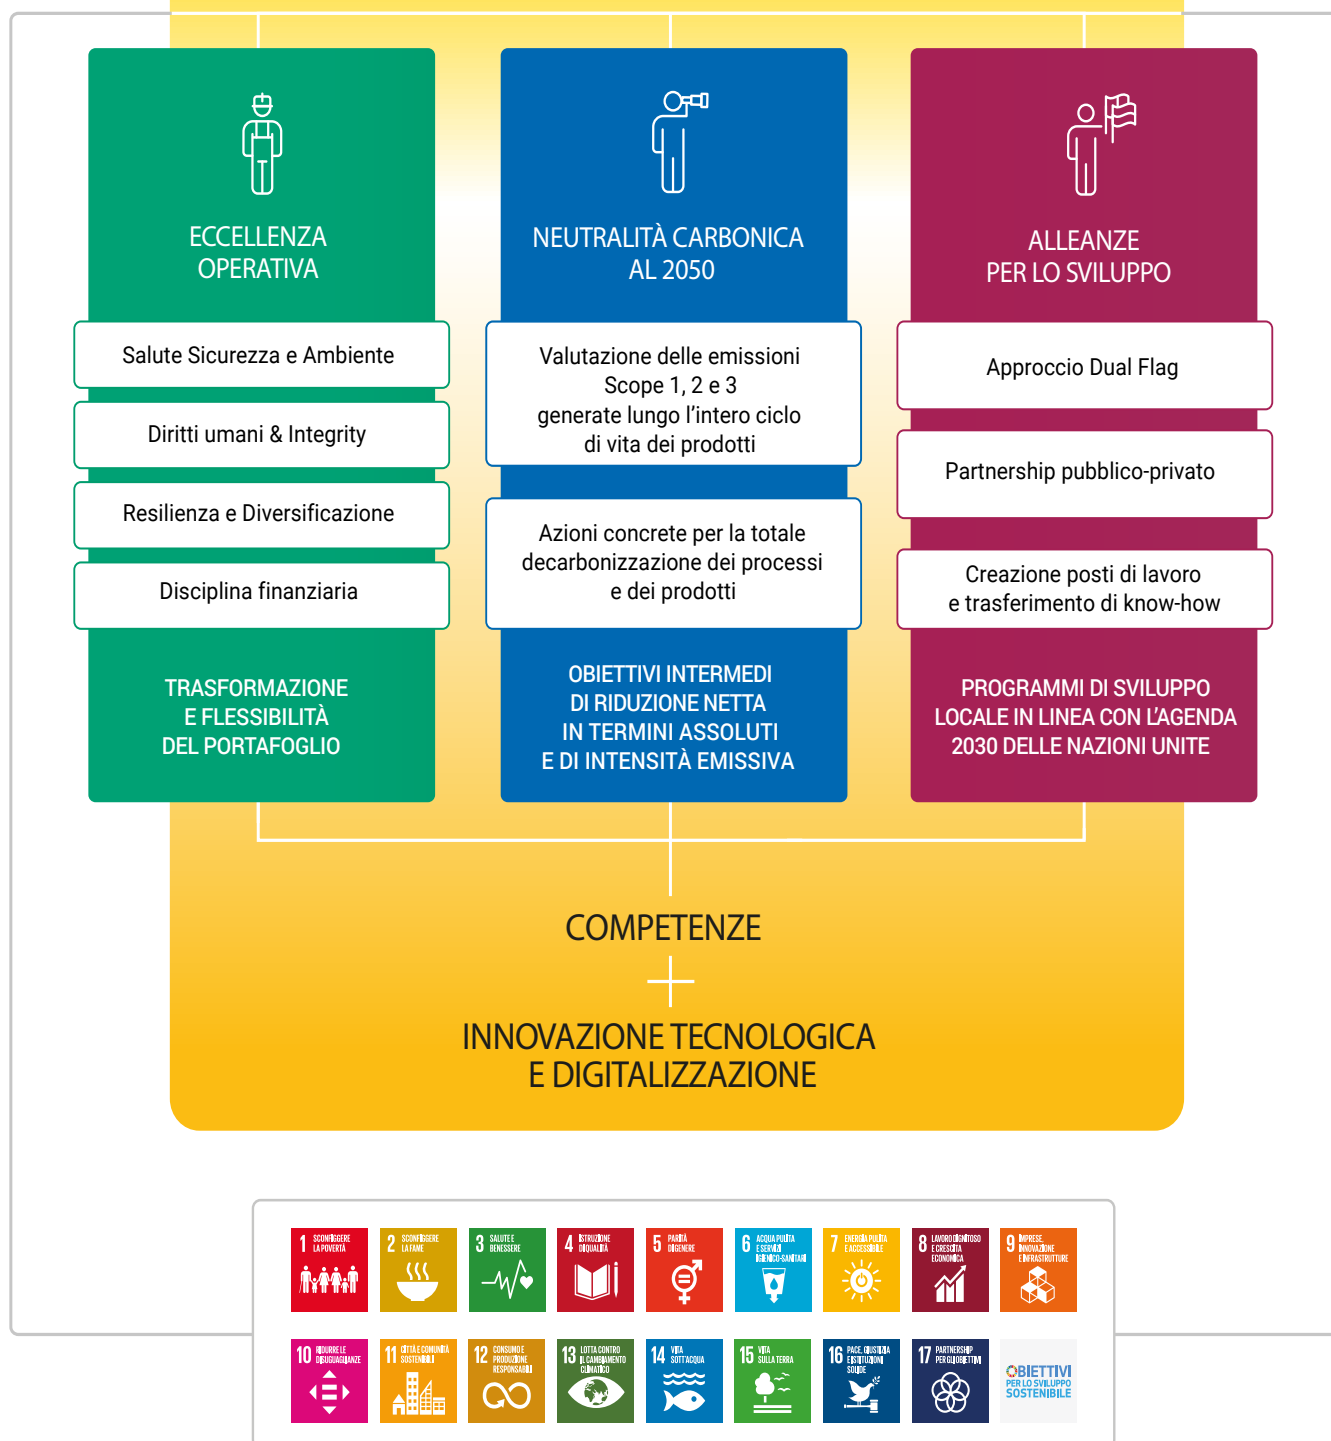 ECCELLENZA
OPERATIVA
Salute Sicurezza e Ambiente
Diritti umani & Integrity
Resilienza e Diversificazione
Disciplina finanziaria
TRASFORMAZIONE
E FLESSIBILITÀ
DEL PORTAFOGLIO
NEUTRALITÀ CARBONICA
AL 2050
Valutazione delle emissioni
Scope 1, 2 e 3
generate lungo l’intero ciclo
di vita dei prodotti
Azioni concrete per la totale
decarbonizzazione dei processi
e dei prodotti
OBIETTIVI INTERMEDI
DI RIDUZIONE NETTA
IN TERMINI ASSOLUTI
E DI INTENSITÀ EMISSIVA
ALLEANZE
PER LO SVILUPPO
Approccio Dual Flag
Partnership pubblico-privato
Creazione posti di lavoro
e trasferimento di know-how
PROGRAMMI DI SVILUPPO
LOCALE IN LINEA CON L’AGENDA
2030 DELLE NAZIONI UNITE
COMPETENZE
INNOVAZIONE TECNOLOGICA
E DIGITALIZZAZIONE
1 SCONFIGGERE
LA POVERTÀ
2 SCONFIGGERE
LA FAME
3 SALUTE E
BENESSERE
4 ISTRUZIONE
DI QUALITÀ
5 PARITÀ
DI GENERE
6 ACQUA PULITA
E SERVIZI
IGIENICO-SANITARI
7 ENERGIA PULITA
E ACCESSIBILE
8 LAVORO DIGNITOSO
E CRESCITA
ECONOMICA
9 IMPRESE,
INNOVAZIONE
E INFRASTRUTTURE
10 RIDURRE LE
DISUGUAGLIANZE
11 CITTÀ E COMUNITÀ
SOSTENIBILI
12 CONSUMO E
PRODUZIONE
RESPONSABILI
13 LOTTA CONTRO
IL CAMBIAMENTO
CLIMATICO
14 VITA
SOTT'ACQUA
15 VITA
SULLA TERRA
16 PACE, GIUSTIZIA
E ISTITUZIONI
SOLIDE
17 PARTNERSHIP
PER GLI OBIETTIVI
OBIETTIVI
PER LO SVILUPPO
SOSTENIBILE